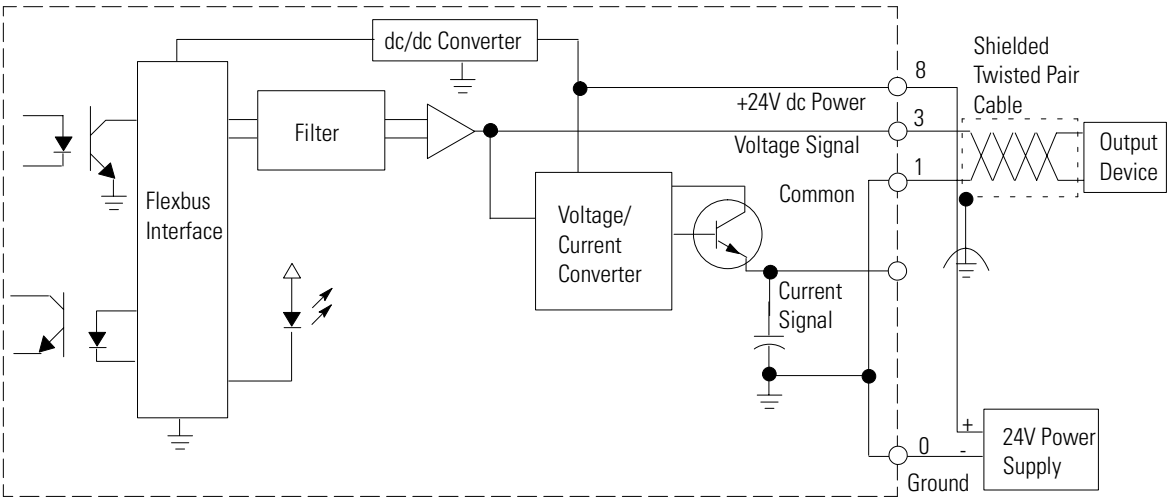 dc/dc Converter
8
Shielded
Twisted Pair
Cable
+24V dc Power
Filter
3
Voltage Signal
Output
Device
1
Common
Flexbus
Interface
Voltage/
Current
Converter
Current
Signal
+
24V Power
Supply
0
-
Ground